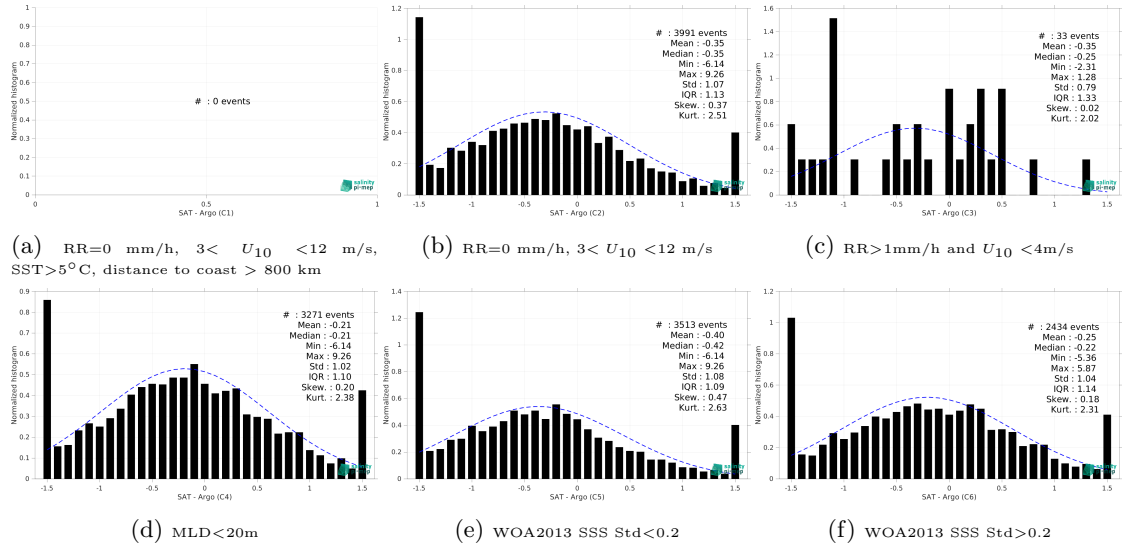 Normalized histogram
1
0.9
0.8
0.7
0.6
0.5
0.4
0.3
0.2
0.1
0
# : 0 events
salinity
pi-mep
0 0.5 1
SAT - Argo (C1)
(a) RR=0 mm/h, 3< U10 <12 m/s,
SST>5°C, distance to coast > 800 km
Normalized histogram
1.2
1
0.8
0.6
0.4
0.2
0
# : 3991 events
Mean : -0.35
Median : -0.35
Min : -6.14
Max : 9.26
Std : 1.07
IQR : 1.13
Skew. : 0.37
Kurt. : 2.51
salinity
pi-mep
-1.5 -1 -0.5 0 0.5 1 1.5
SAT - Argo (C2)
(b) RR=0 mm/h, 3< U10 <12 m/s
Normalized histogram
1.6
1.4
1.2
1
0.8
0.6
0.4
0.2
0
# : 33 events
Mean : -0.35
Median : -0.25
Min : -2.31
Max : 1.28
Std : 0.79
IQR : 1.33
Skew. : 0.02
Kurt. : 2.02
salinity
pi-mep
-1.5 -1 -0.5 0 0.5 1 1.5
SAT - Argo (C3)
(c) RR>1mm/h and U10 <4m/s
Normalized histogram
0.9
0.8
0.7
0.6
0.5
0.4
0.3
0.2
0.1
0
# : 3271 events
Mean : -0.21
Median : -0.21
Min : -6.14
Max : 9.26
Std : 1.02
IQR : 1.10
Skew. : 0.20
Kurt. : 2.38
salinity
pi-mep
-1.5 -1 -0.5 0 0.5 1 1.5
SAT - Argo (C4)
(d) MLD<20m
Normalized histogram
1.4
1.2
1
0.8
0.6
0.4
0.2
0
# : 3513 events
Mean : -0.40
Median : -0.42
Min : -6.14
Max : 9.26
Std : 1.08
IQR : 1.09
Skew. : 0.47
Kurt. : 2.63
salinity
pi-mep
-1.5 -1 -0.5 0 0.5 1 1.5
SAT - Argo (C5)
(e) WOA2013 SSS Std<0.2
Normalized histogram
1.2
1
0.8
0.6
0.4
0.2
0
# : 2434 events
Mean : -0.25
Median : -0.22
Min : -5.36
Max : 5.87
Std : 1.04
IQR : 1.14
Skew. : 0.18
Kurt. : 2.31
salinity
pi-mep
-1.5 -1 -0.5 0 0.5 1 1.5
SAT - Argo (C6)
(f) WOA2013 SSS Std>0.2